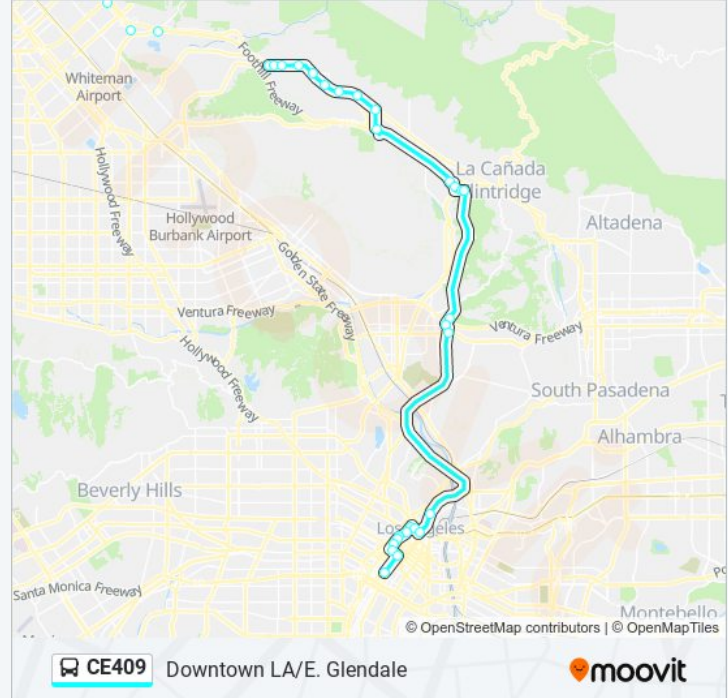 Foothill Freeway
Whiteman
Airport
Hollywood Freeway
La Cañada
lintridge
Altadena
Hollywood
Burbank Airport
Golden State Freeway
Ventura Freeway
Ventura Freeway
Hollywood Freeway
South Pasadena
Alhambra
Beverly Hills
Los geles
Santa Monica Freeway
Montebello
© OpenStreetMap contributors | © OpenMapTiles
CE409 Downtown LA/E. Glendale
moovit